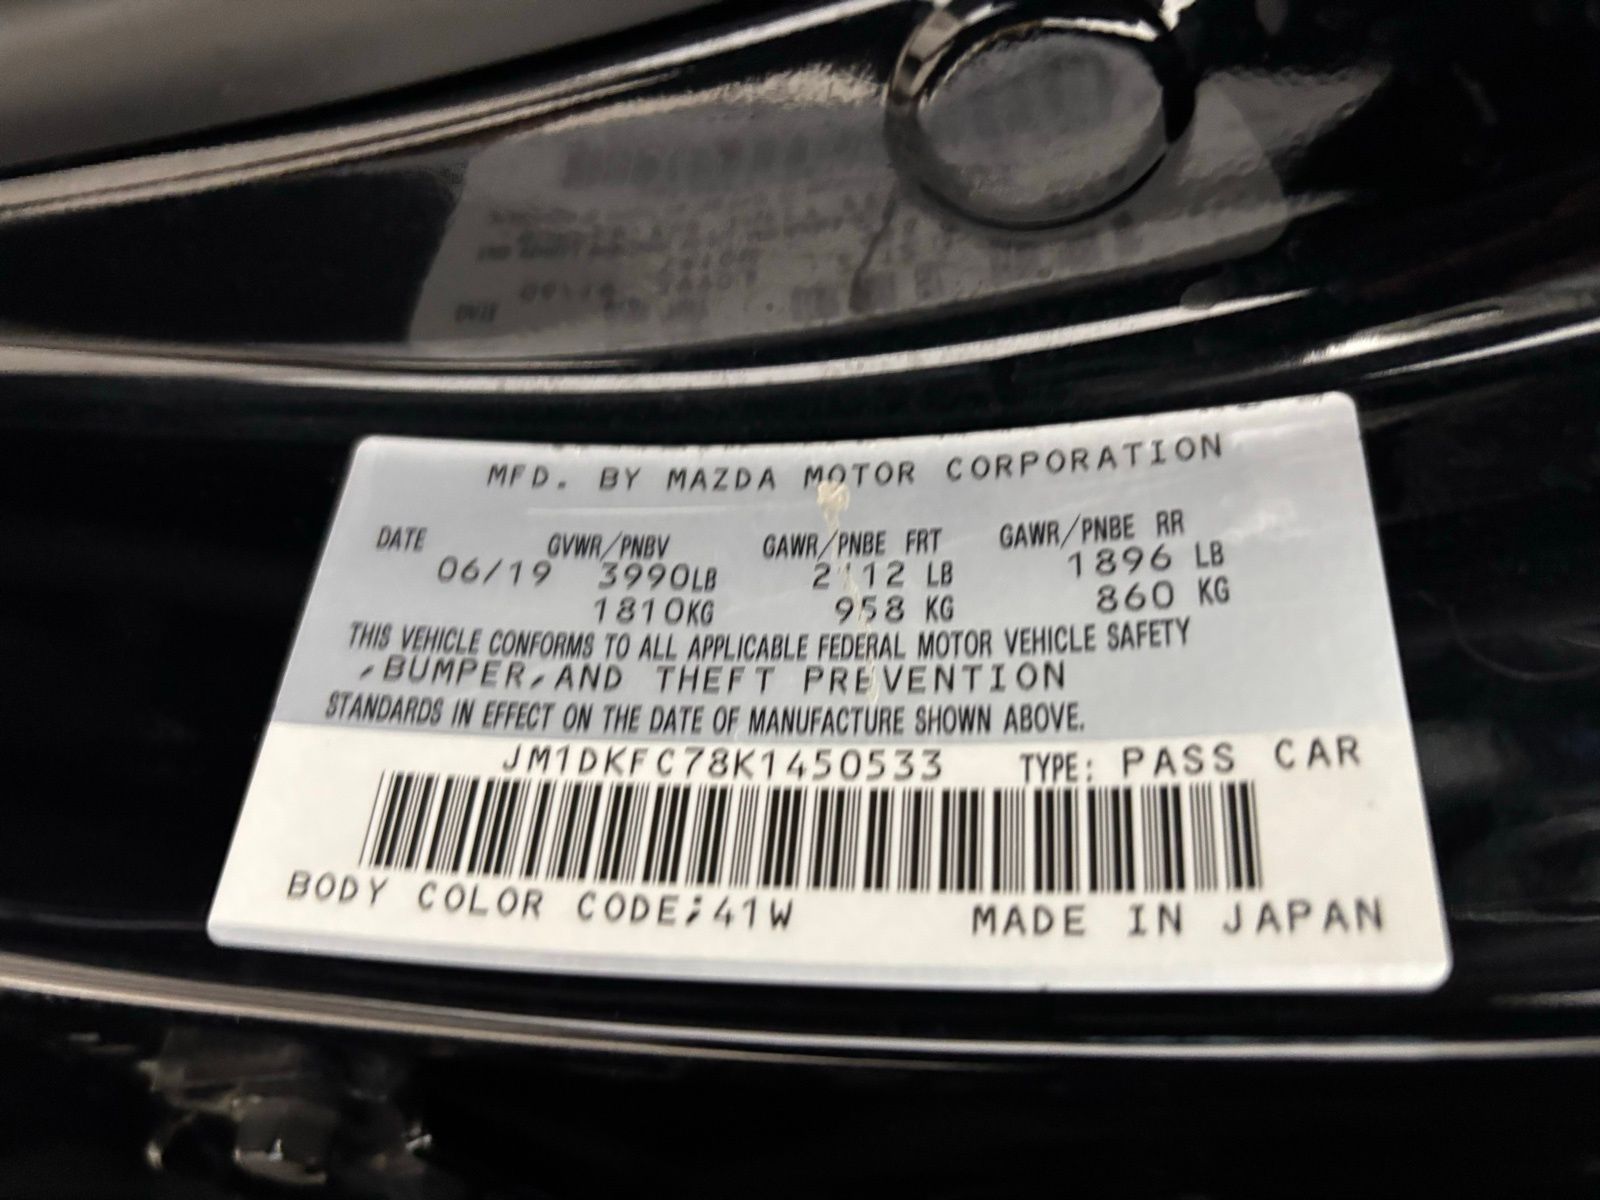 MFD. BY MAZDA MOTOR CORPORATION
DATE GVWR/PNBV GAWR/PNBE FRT GAWR/PNBE RR
06/19 3990LB 2112 LB 1896 LB
1810KG 958 KG 860 KG
THIS VEHICLE CONFORMS TO ALL APPLICABLE FEDERAL MOTOR VEHICLE SAFETY
,BUMPER,AND THEFT PREVENTION
STANDARDS IN EFFECT ON THE DATE OF MANUFACTURE SHOWN ABOVE.
JM1DKFC78K1450533 TYPE: PASS CAR
BODY COLOR CODE;41W MADE IN JAPAN